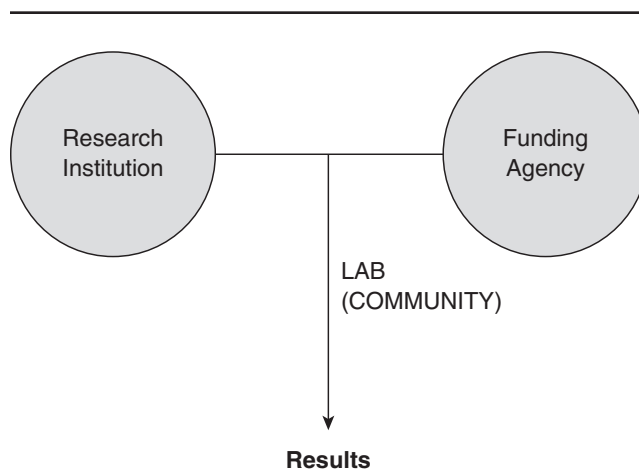 Research
Institution
Funding
Agency
LAB
(COMMUNITY)
Results